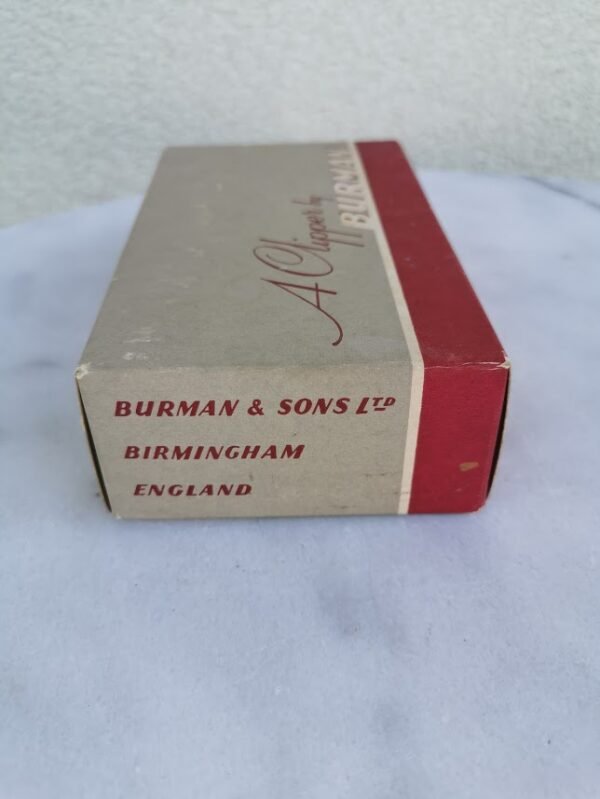 A Clipper by
BURMAN
BURMAN & SONS LTD
BIRMINGHAM
ENGLAND